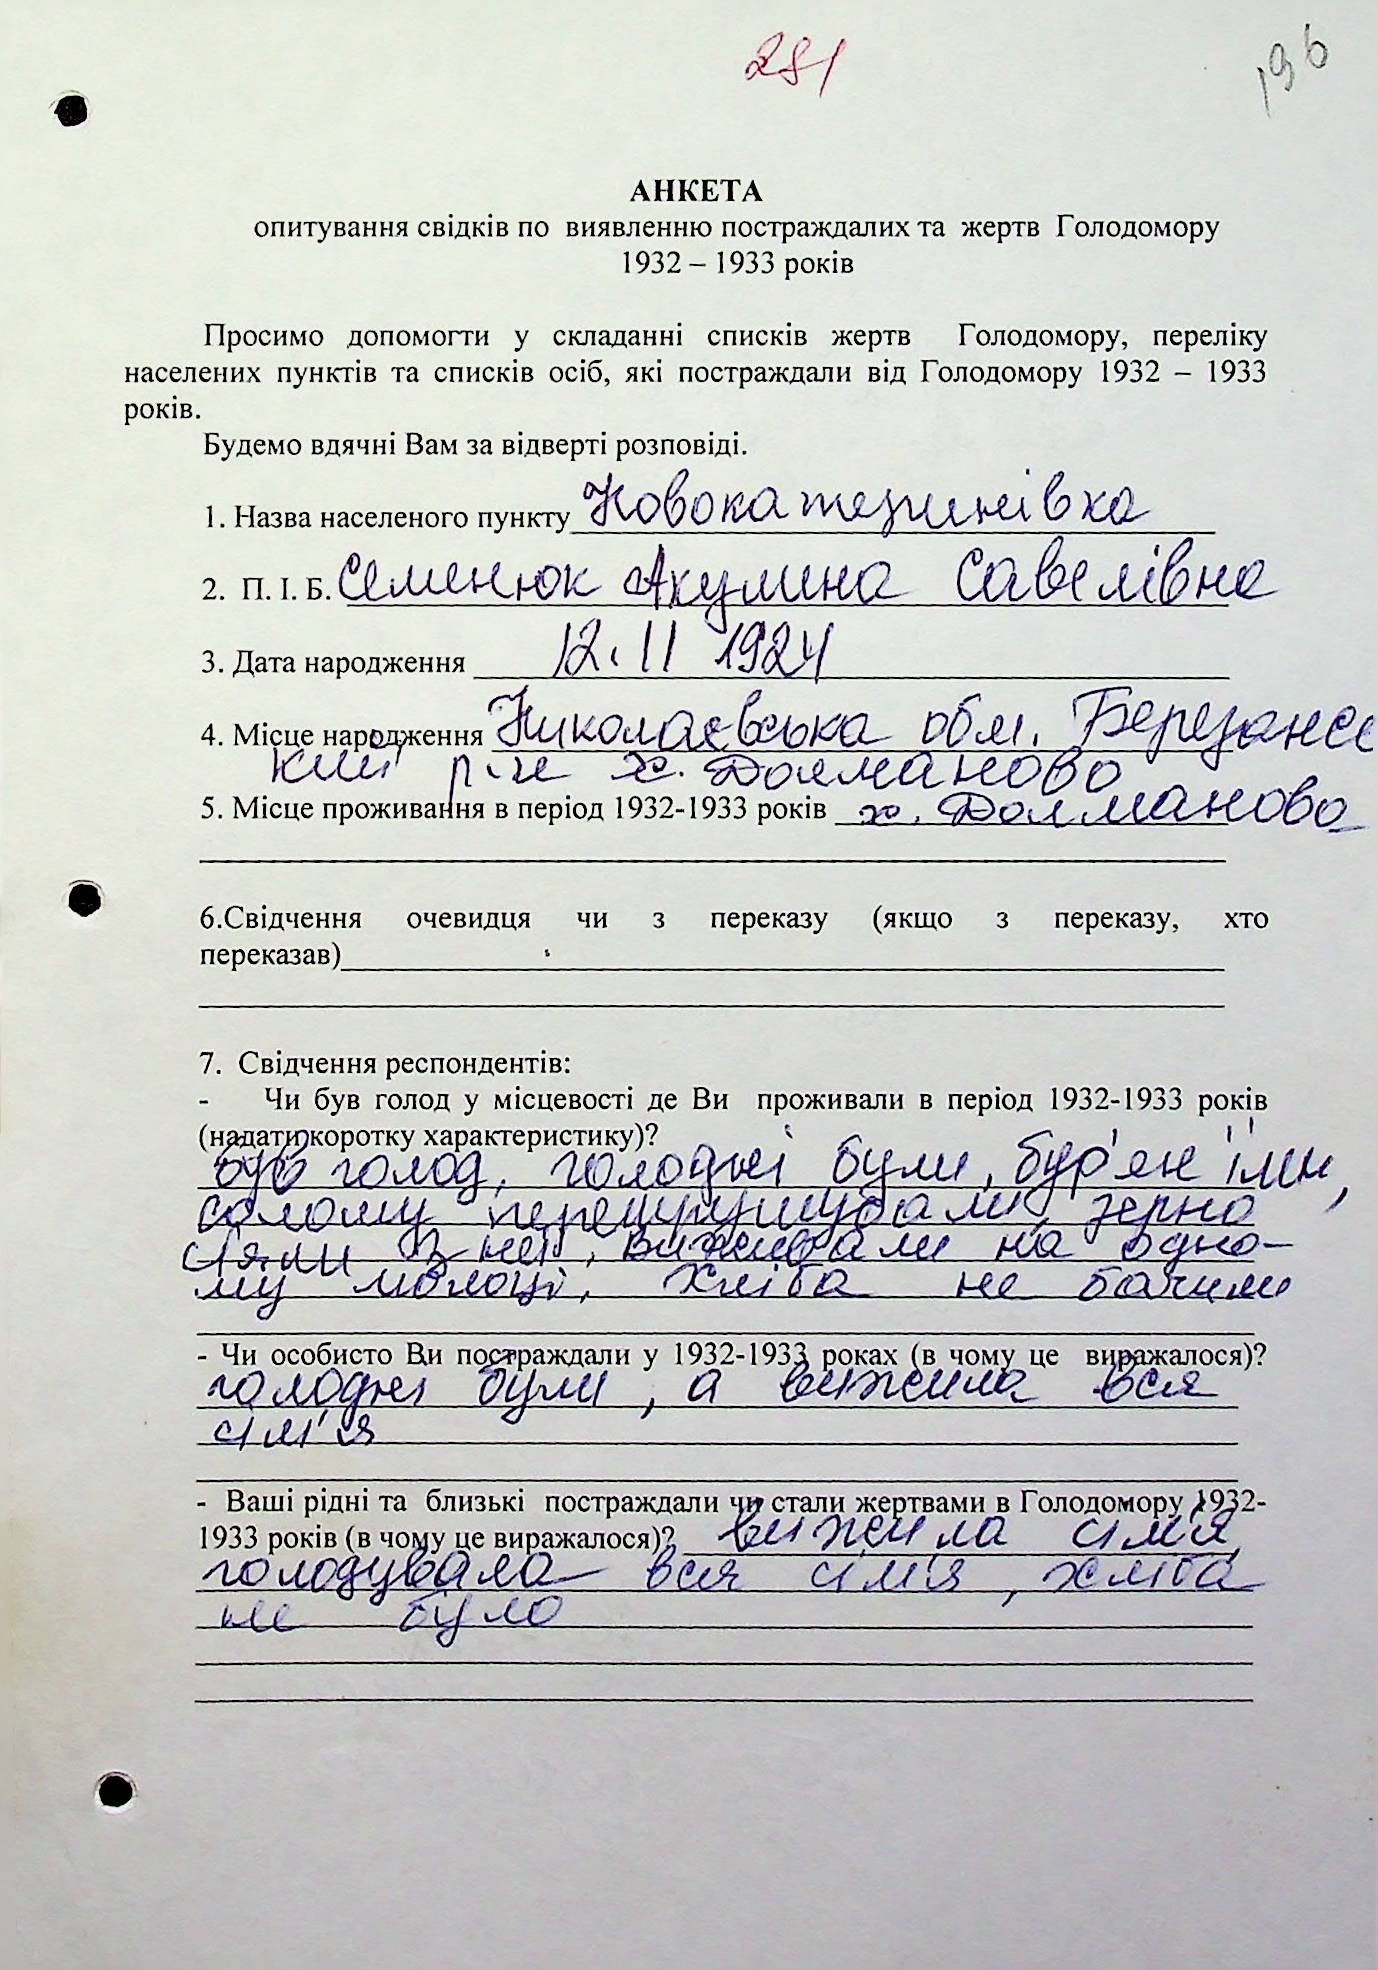 281
196
АНКЕТА
опитування свідків по виявленню постраждалих та жертв Голодомору
1932 – 1933 років
Просимо допомогти у складанні списків жертв Голодомору, переліку
населених пунктів та списків осіб, які постраждали від Голодомору 1932 – 1933
років.
Будемо вдячні Вам за відверті розповіді.
1. Назва населеного пункту Новокатеринівка
2. П. І. Б. Семенюк Акулина Савелівна
3. Дата народження 12. II 1924
4. Місце народження Николаєвська обл. Березансь
кий р-н х. Долманово
5. Місце проживання в період 1932-1933 років х. Долманово
6.Свідчення очевидця чи з переказу (якщо з переказу, хто
переказав)
7. Свідчення респондентів:
- Чи був голод у місцевості де Ви проживали в період 1932-1933 років
(надати коротку характеристику)?
був голод, голодні були, бур'ян їли,
солому зерно
сіяли з неї, виживали на одно-
му молоці, хліба не бачили
- Чи особисто Ви постраждали у 1932-1933 роках (в чому це виражалося)?
голодні були, а вижила вся
сім'я
- Ваші рідні та близькі постраждали чи стали жертвами в Голодомору 1932-
1933 років (в чому це виражалося)? вижила сім'я,
голодувала вся сім'я, хліба
не було